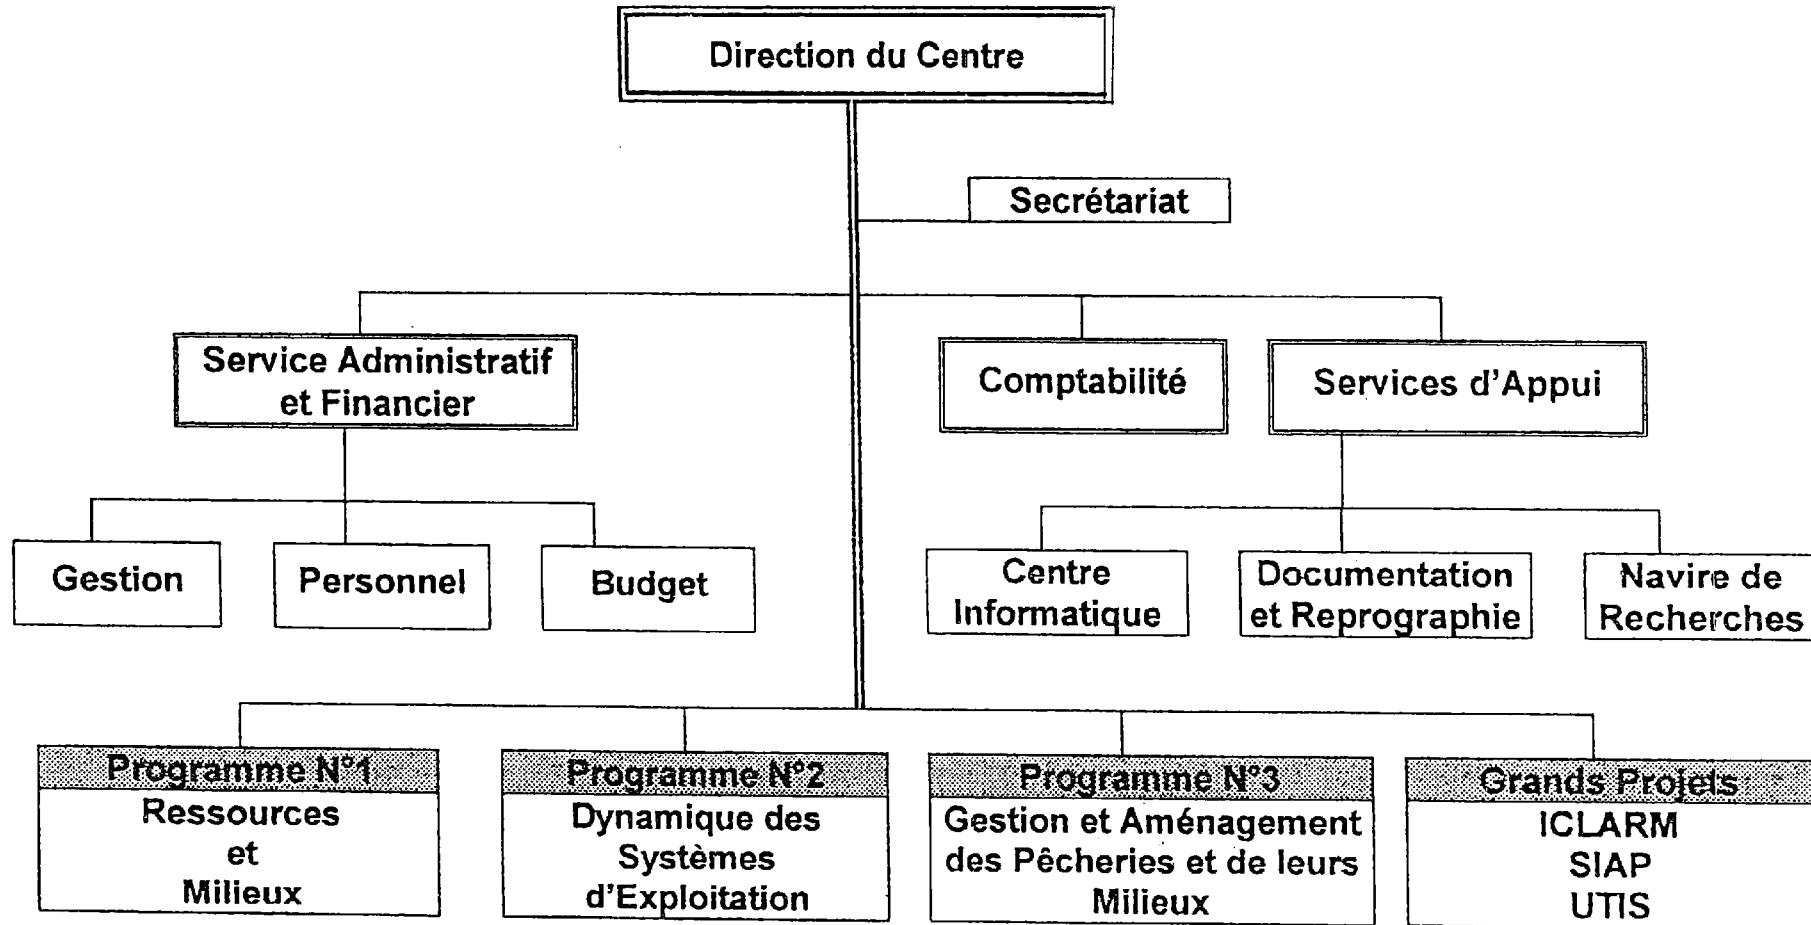 Direction du Centre
Secrétariat
Service Administratif
et Financier
Comptabilité
Services d'Appui
Gestion
Personnel
Budget
Centre
Informatique
Documentation
et Reprographie
Navire de
Recherches
Programme N°1
Ressources
et
Milieux
Programme N°2
Dynamique des
Systèmes
d'Exploitation
Programme N°3
Gestion et Aménagement
des Pêcheries et de leurs
Milieux
Grands Projets
ICLARM
SIAP
UTIS